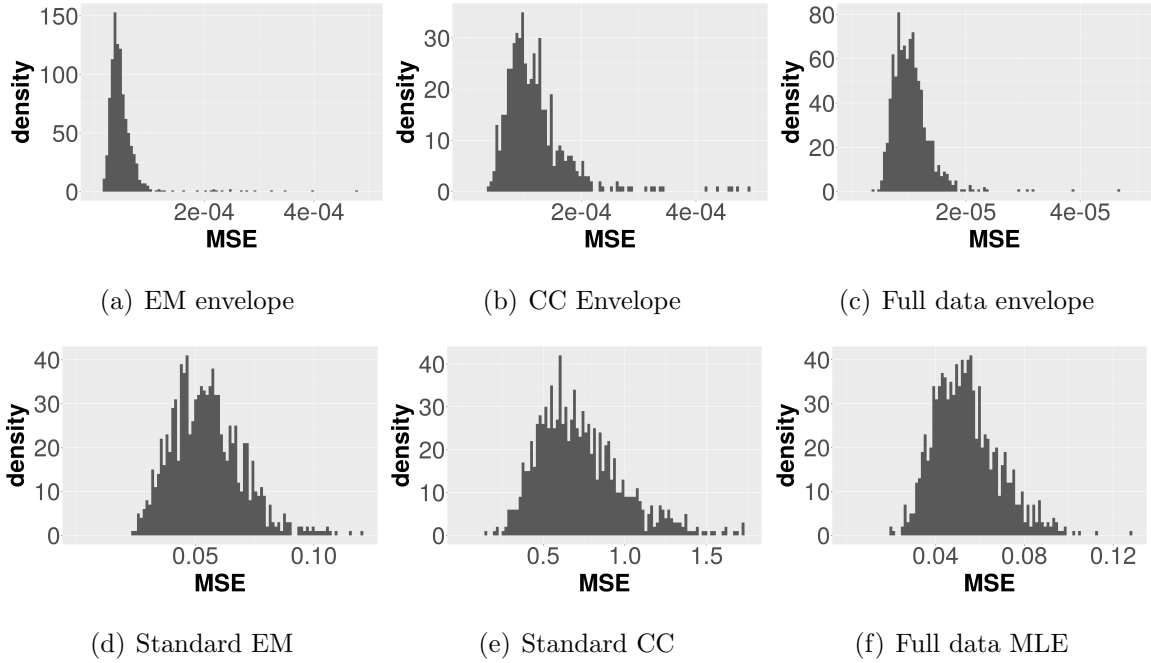 density
150
100
50
0
2e-04 4e-04
MSE
(a) EM envelope
density
30
20
10
0
2e-04 4e-04
MSE
(b) CC Envelope
density
80
60
40
20
0
2e-05 4e-05
MSE
(c) Full data envelope
density
40
30
20
10
0
0.05 0.10
MSE
(d) Standard EM
density
40
30
20
10
0
0.5 1.0 1.5
MSE
(e) Standard CC
density
40
30
20
10
0
0.04 0.08 0.12
MSE
(f) Full data MLE